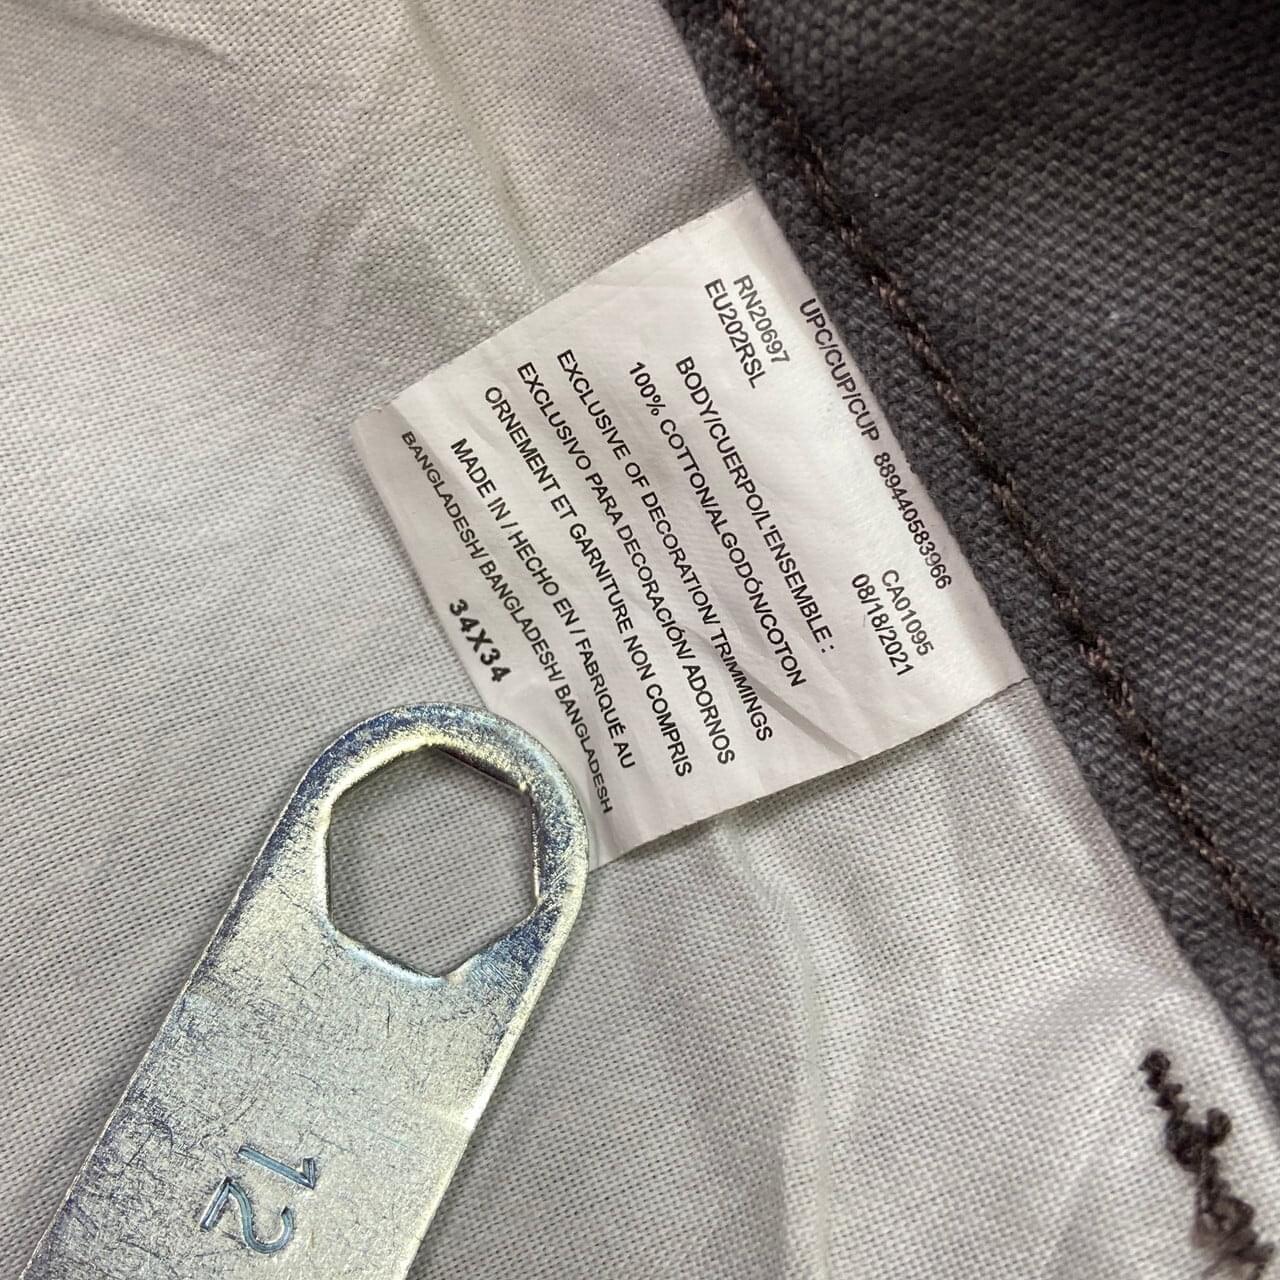 UPC/CUP/CUP 889440583966
RN20697
CA01095
EU202RSL
08/18/2021
BODY/CUERPO/L'ENSEMBLE :
100% COTTON/ALGODÓN/COTON
EXCLUSIVE OF DECORATION/ TRIMMINGS
EXCLUSIVO PARA DECORACIÓN/ ADORNOS
ORNEMENT ET GARNITURE NON COMPRIS
MADE IN / HECHO EN / FABRIQUÉ AU
BANGLADESH/ BANGLADESH/ BANGLADESH
34X34
12